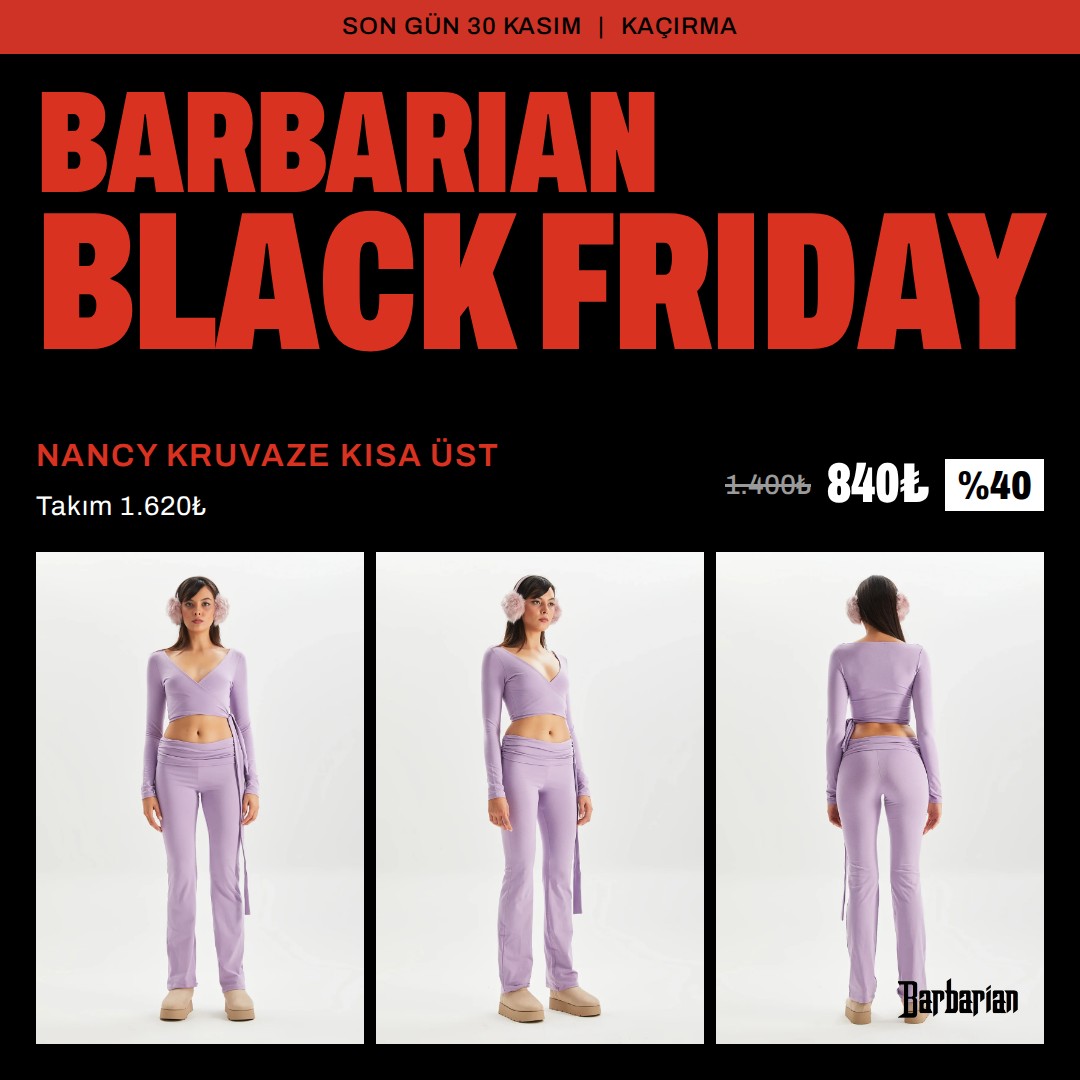 SON GÜN 30 KASIM | KAÇIRMA
BARBARIAN
BLACK FRIDAY
NANCY KRUVAZE KISA ÜST
Takım 1.620₺
1.400₺ 840₺ %40
Barbarian